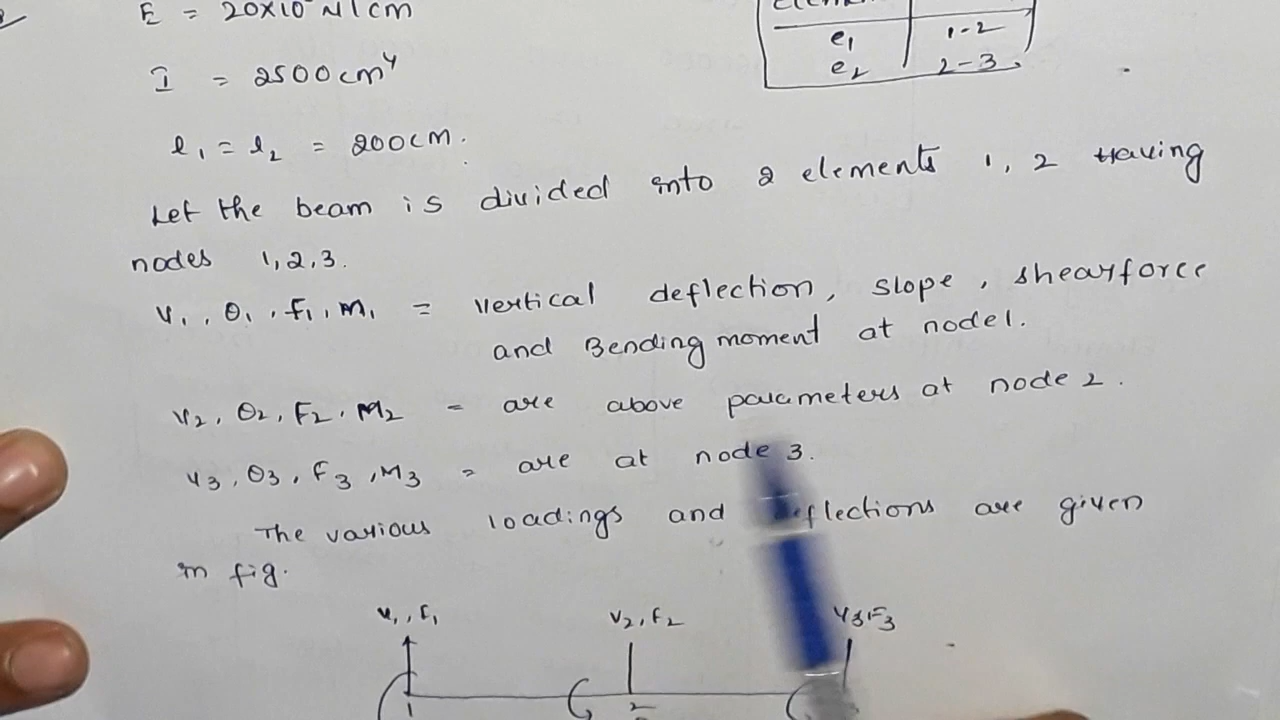 E = 20x10 N/cm
e1 1-2
e2 2-3
I = 2500cm⁴
l1 = l2 = 200cm.
Let the beam is divided into 2 elements 1, 2 Having
nodes 1,2,3.
V1, θ1, F1, M1 = Vertical deflection, slope, shearforce
and Bending moment at node1.
V2, θ2, F2, M2 = are above parameters at node 2.
V3, θ3, F3, M3 = are at node 3.
The various loadings and deflections are given
in fig.
V1, F1 V2, F2 V3, F3
1 2